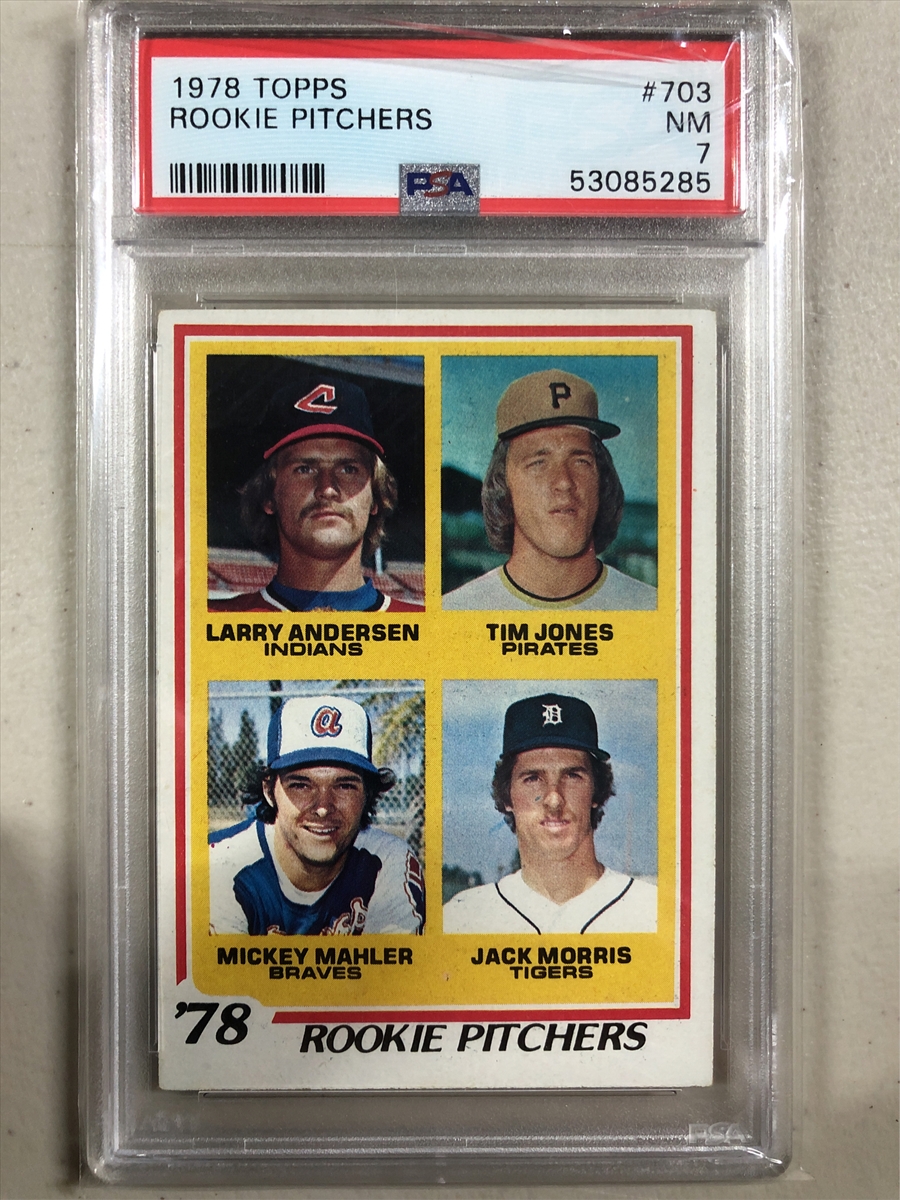 1978 TOPPS #703
ROOKIE PITCHERS NM
7
PSA 53085285
C P
LARRY ANDERSEN TIM JONES
INDIANS PIRATES
a D
MICKEY MAHLER JACK MORRIS
BRAVES TIGERS
'78 ROOKIE PITCHERS
PSA